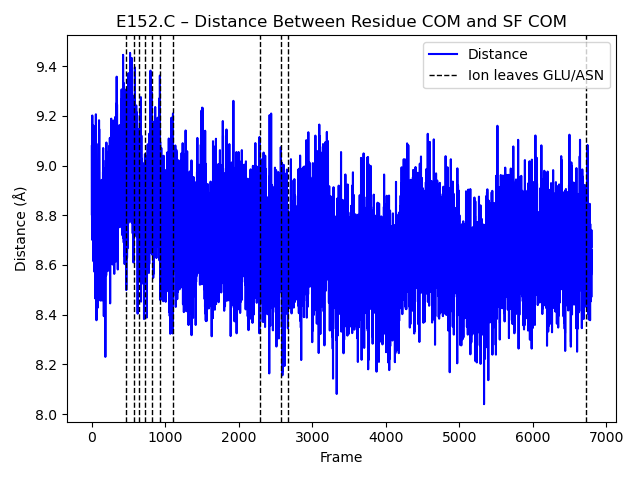 E152.C – Distance Between Residue COM and SF COM
Distance
Ion leaves GLU/ASN
Distance (Å)
9.4
9.2
9.0
8.8
8.6
8.4
8.2
8.0
0 1000 2000 3000 4000 5000 6000 7000
Frame